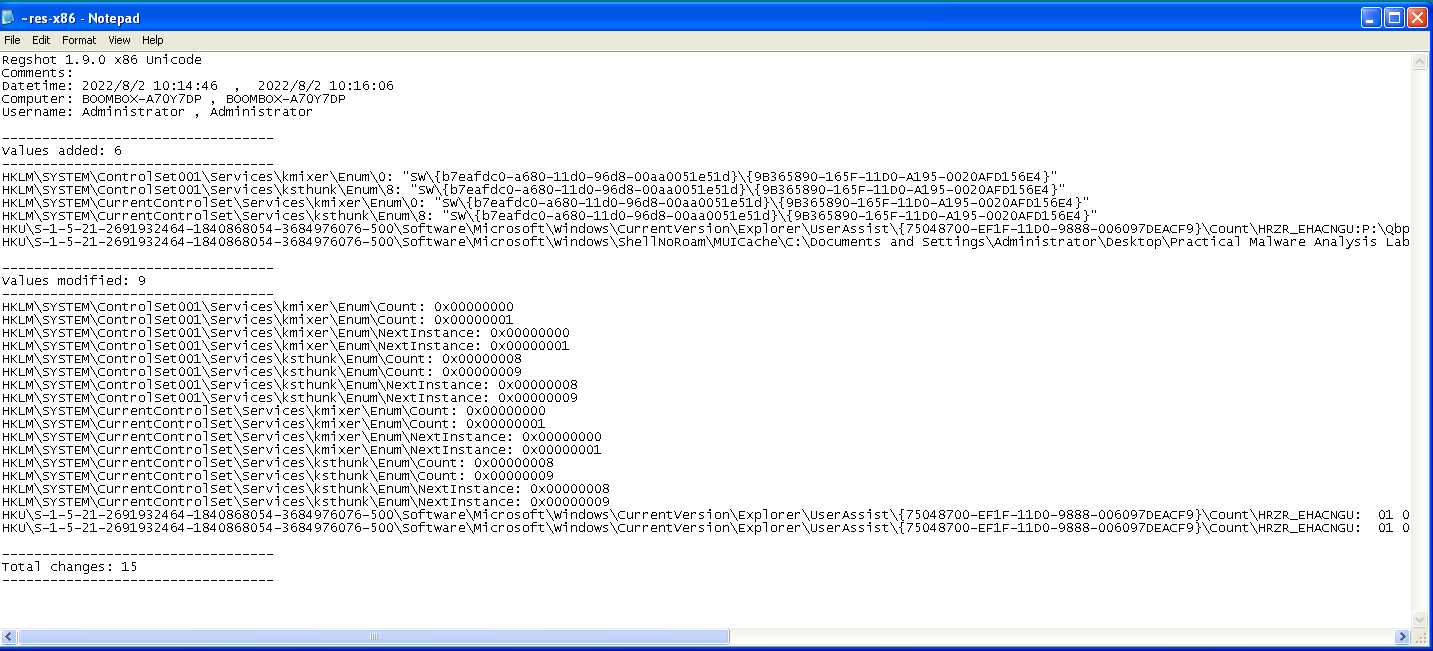 ~res-x86 - Notepad
File Edit Format View Help
Regshot 1.9.0 x86 Unicode
Comments:
Datetime: 2022/8/2 10:14:46  ,  2022/8/2 10:16:06
Computer: BOOMBOX-A70Y7DP , BOOMBOX-A70Y7DP
Username: Administrator , Administrator
----------------------------------
Values added: 6
----------------------------------
HKLM\SYSTEM\ControlSet001\Services\kmixer\Enum\0: "SW\{b7eafdc0-a680-11d0-96d8-00aa0051e51d}\{9B365890-165F-11D0-A195-0020AFD156E4}"
HKLM\SYSTEM\ControlSet001\Services\ksthunk\Enum\8: "SW\{b7eafdc0-a680-11d0-96d8-00aa0051e51d}\{9B365890-165F-11D0-A195-0020AFD156E4}"
HKLM\SYSTEM\CurrentControlSet\Services\kmixer\Enum\0: "SW\{b7eafdc0-a680-11d0-96d8-00aa0051e51d}\{9B365890-165F-11D0-A195-0020AFD156E4}"
HKLM\SYSTEM\CurrentControlSet\Services\ksthunk\Enum\8: "SW\{b7eafdc0-a680-11d0-96d8-00aa0051e51d}\{9B365890-165F-11D0-A195-0020AFD156E4}"
HKU\S-1-5-21-2691932464-1840868054-3684976076-500\Software\Microsoft\Windows\CurrentVersion\Explorer\UserAssist\{75048700-EF1F-11D0-9888-006097DEACF9}\Count\HRZR_EHACNGU:P:\Qbp
HKU\S-1-5-21-2691932464-1840868054-3684976076-500\Software\Microsoft\Windows\ShellNoRoam\MUICache\C:\Documents and Settings\Administrator\Desktop\Practical Malware Analysis Lab
----------------------------------
Values modified: 9
----------------------------------
HKLM\SYSTEM\ControlSet001\Services\kmixer\Enum\Count: 0x00000000
HKLM\SYSTEM\ControlSet001\Services\kmixer\Enum\Count: 0x00000001
HKLM\SYSTEM\ControlSet001\Services\kmixer\Enum\NextInstance: 0x00000000
HKLM\SYSTEM\ControlSet001\Services\kmixer\Enum\NextInstance: 0x00000001
HKLM\SYSTEM\ControlSet001\Services\ksthunk\Enum\Count: 0x00000008
HKLM\SYSTEM\ControlSet001\Services\ksthunk\Enum\Count: 0x00000009
HKLM\SYSTEM\ControlSet001\Services\ksthunk\Enum\NextInstance: 0x00000008
HKLM\SYSTEM\ControlSet001\Services\ksthunk\Enum\NextInstance: 0x00000009
HKLM\SYSTEM\CurrentControlSet\Services\kmixer\Enum\Count: 0x00000000
HKLM\SYSTEM\CurrentControlSet\Services\kmixer\Enum\Count: 0x00000001
HKLM\SYSTEM\CurrentControlSet\Services\kmixer\Enum\NextInstance: 0x00000000
HKLM\SYSTEM\CurrentControlSet\Services\kmixer\Enum\NextInstance: 0x00000001
HKLM\SYSTEM\CurrentControlSet\Services\ksthunk\Enum\Count: 0x00000008
HKLM\SYSTEM\CurrentControlSet\Services\ksthunk\Enum\Count: 0x00000009
HKLM\SYSTEM\CurrentControlSet\Services\ksthunk\Enum\NextInstance: 0x00000008
HKLM\SYSTEM\CurrentControlSet\Services\ksthunk\Enum\NextInstance: 0x00000009
HKU\S-1-5-21-2691932464-1840868054-3684976076-500\Software\Microsoft\Windows\CurrentVersion\Explorer\UserAssist\{75048700-EF1F-11D0-9888-006097DEACF9}\Count\HRZR_EHACNGU:  01 0
HKU\S-1-5-21-2691932464-1840868054-3684976076-500\Software\Microsoft\Windows\CurrentVersion\Explorer\UserAssist\{75048700-EF1F-11D0-9888-006097DEACF9}\Count\HRZR_EHACNGU:  01 0
----------------------------------
Total changes: 15
----------------------------------